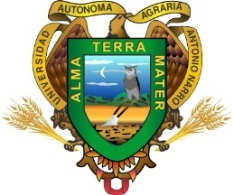 UNIVERSIDAD AUTONOMA AGRARIA ANTONIO NARRO
ALMA TERRA MATER